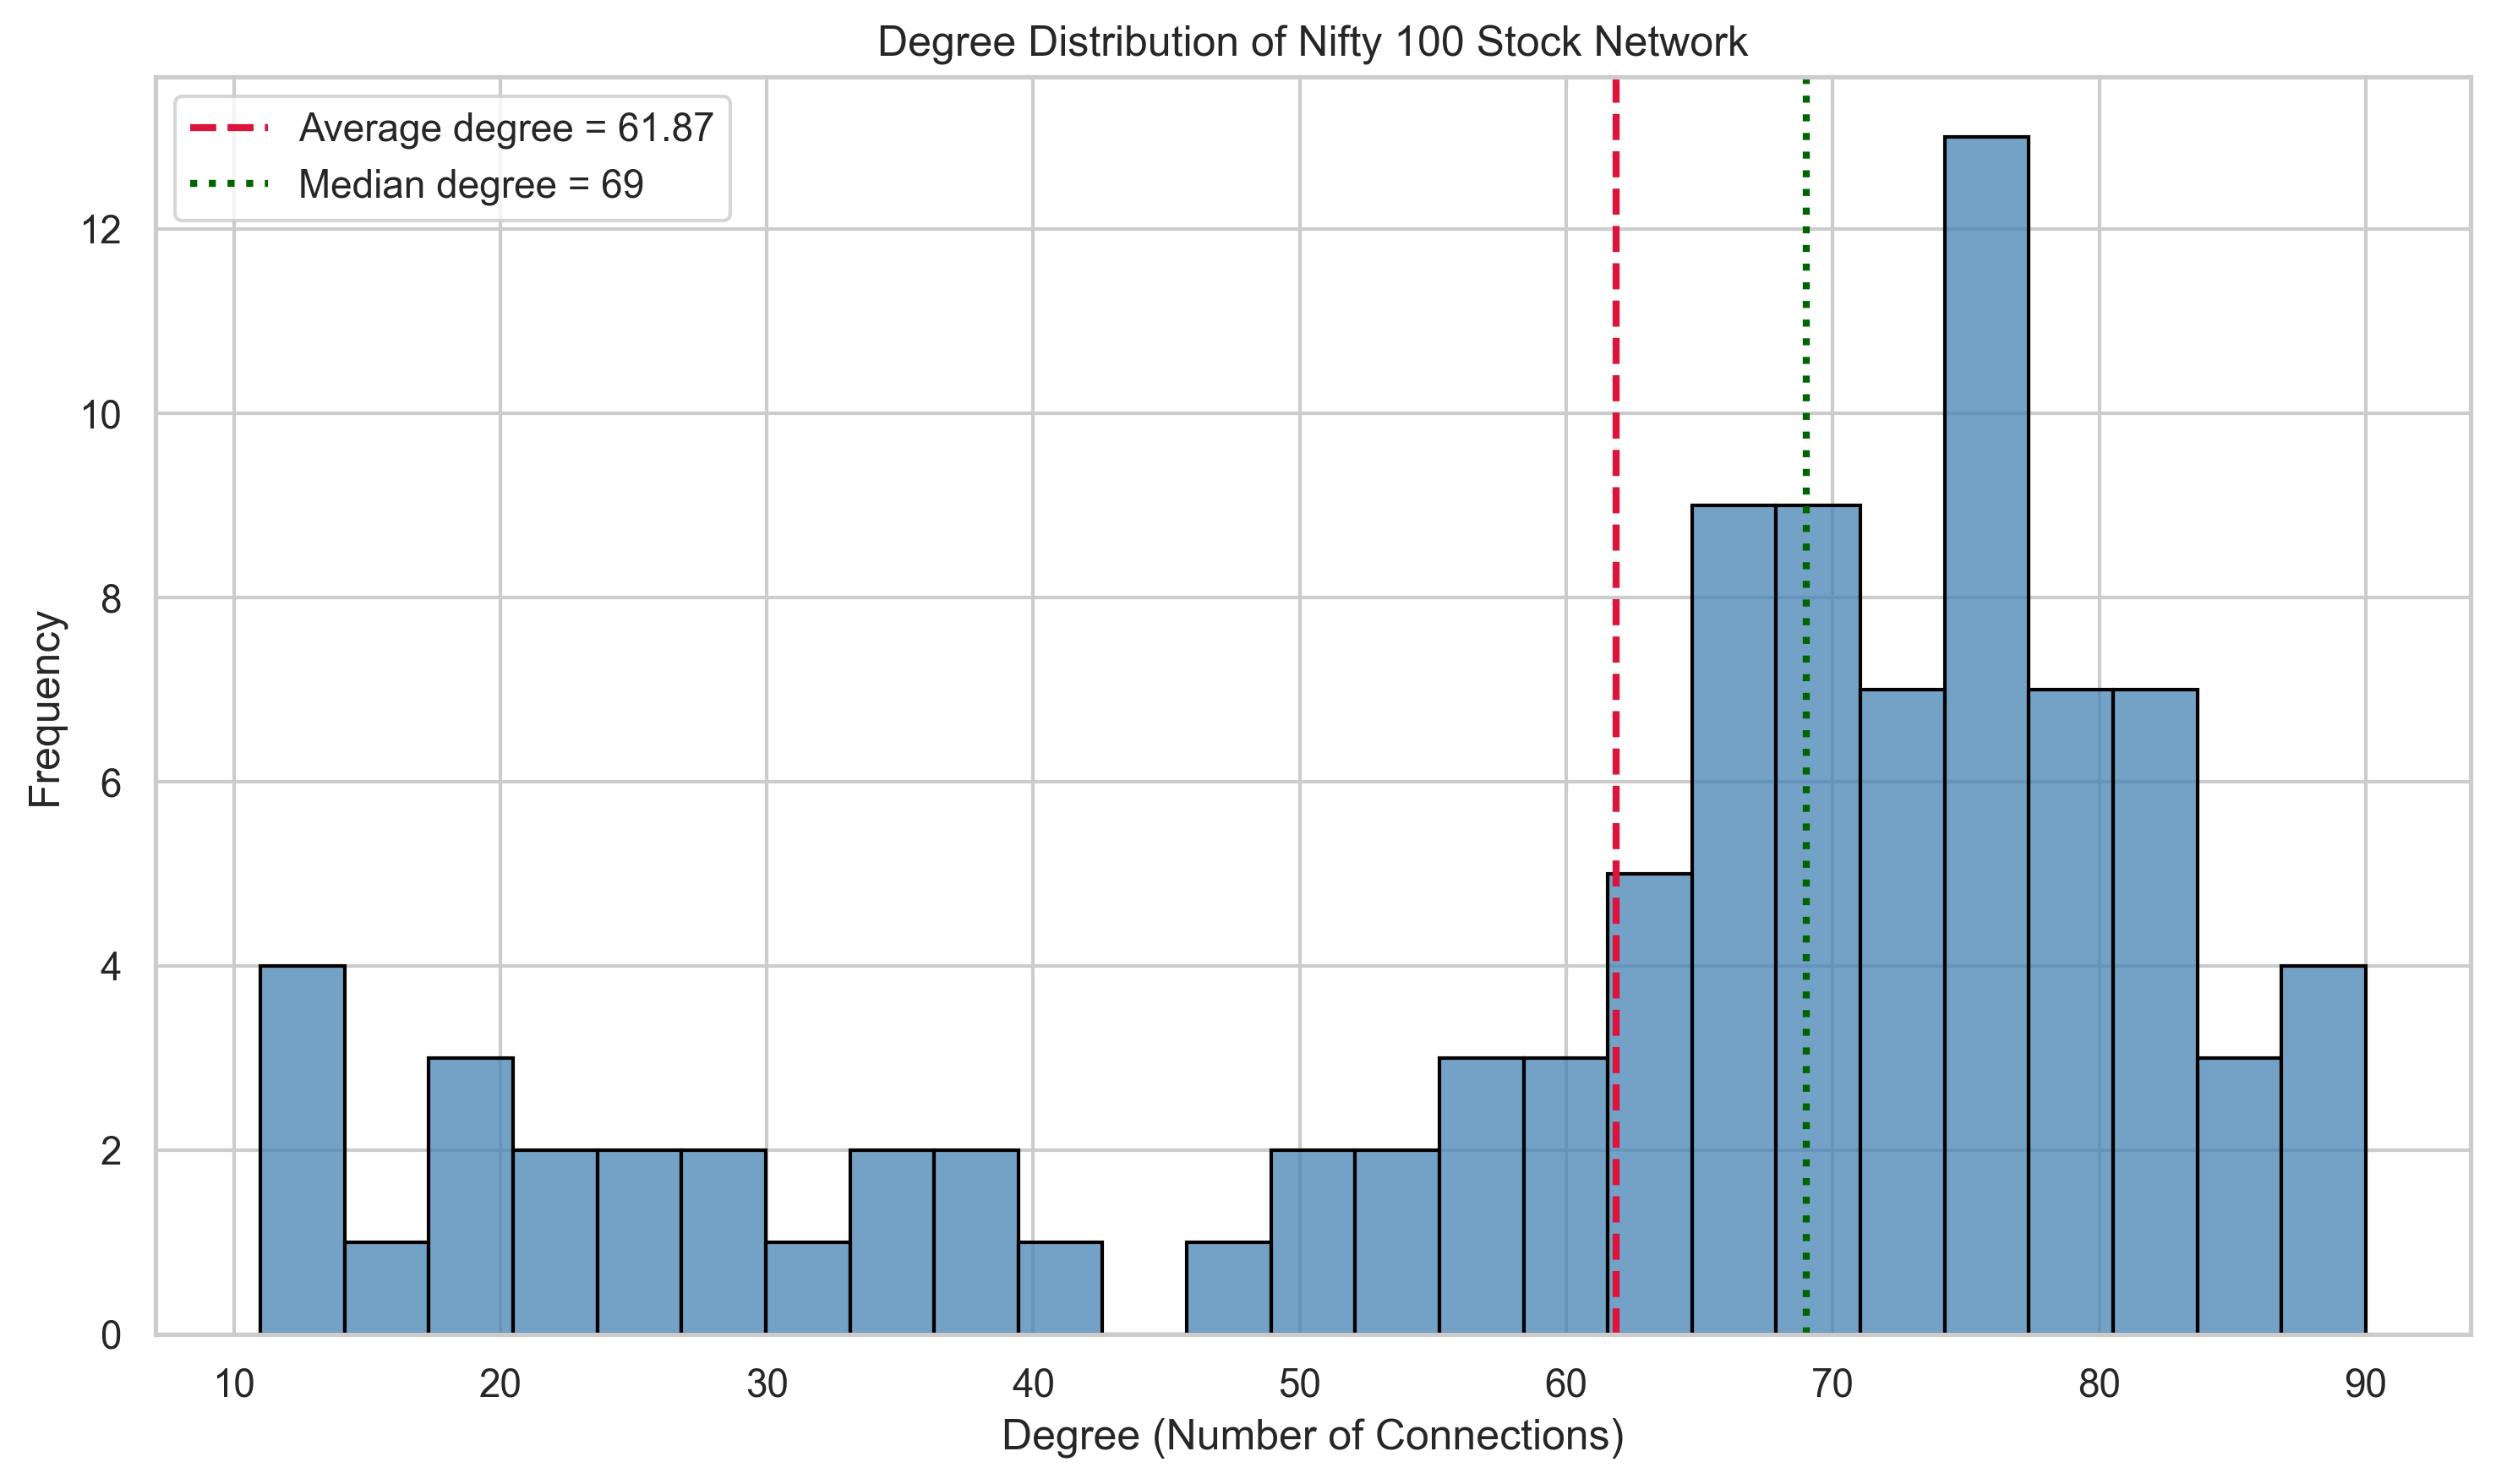 Degree Distribution of Nifty 100 Stock Network
Average degree = 61.87
Median degree = 69
12
10
8
6
4
2
0
Frequency
10 20 30 40 50 60 70 80 90
Degree (Number of Connections)